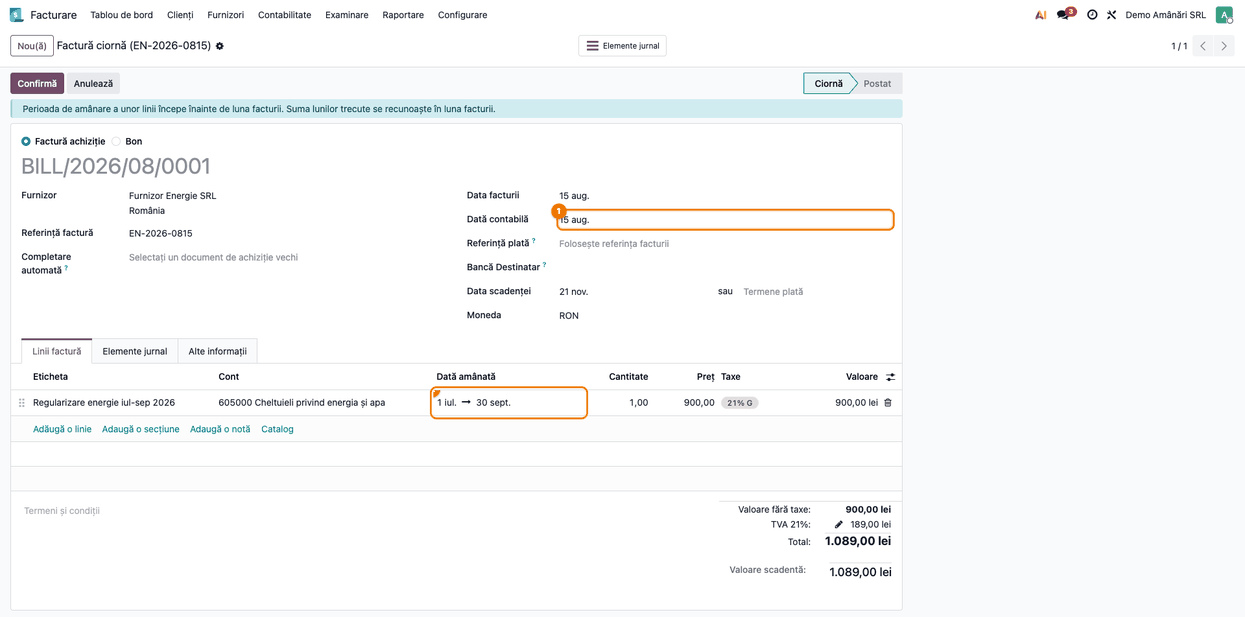 Facturare Tablou de bord Clienți Furnizori Contabilitate Examinare Raportare Configurare 3 Demo Amânări SRL A
Nou(ă) Factură ciornă (EN-2026-0815) Elemente jurnal 1 / 1
Confirmă Anulează Ciornă Postat
Perioada de amânare a unor linii începe înainte de luna facturii. Suma lunilor trecute se recunoaște în luna facturii.
Factură achiziție Bon
BILL/2026/08/0001
Furnizor Furnizor Energie SRL Data facturii 15 aug.
România
1
Dată contabilă 15 aug.
Referință factură EN-2026-0815
Referință plată ? Folosește referința facturii
Completare automată ? Selectați un document de achiziție vechi
Bancă Destinatar ?
Data scadenței 21 nov. sau Termene plată
Moneda RON
Linii factură Elemente jurnal Alte informații
Eticheta Cont Dată amânată Cantitate Preț Taxe Valoare
Regularizare energie iul-sep 2026 605000 Cheltuieli privind energia și apa 1 iul. → 30 sept. 1,00 900,00 21% G 900,00 lei
Adăugă o linie Adaugă o secțiune Adaugă o notă Catalog
Termeni și condiții
Valoare fără taxe: 900,00 lei
TVA 21%: 189,00 lei
Total: 1.089,00 lei
Valoare scadentă: 1.089,00 lei